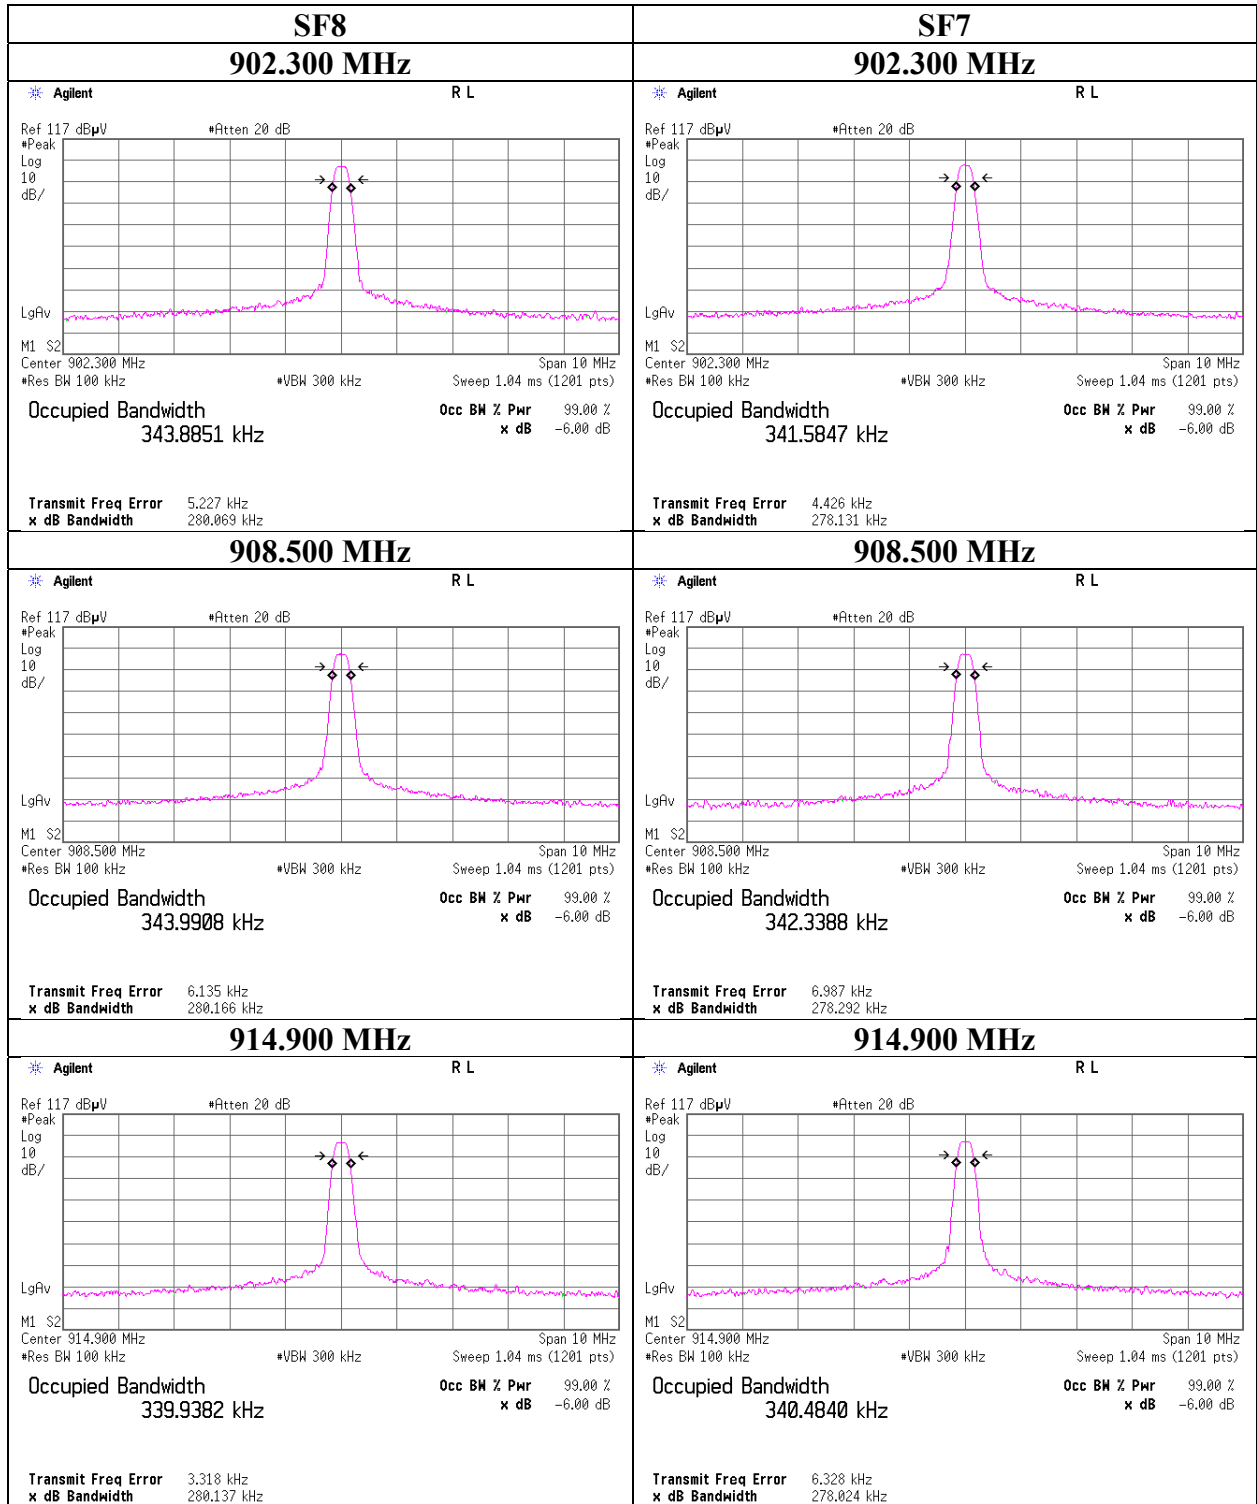 SF8
SF7
902.300 MHz
902.300 MHz
Agilent
R L
Ref 117 dBµV
#Atten 20 dB
#Peak
Log
10
dB/
LgAv
M1 S2
Center 902.300 MHz
Span 10 MHz
#Res BW 100 kHz
#VBW 300 kHz
Sweep 1.04 ms (1201 pts)
Occupied Bandwidth
343.8851 kHz
Occ BW % Pwr 99.00 %
x dB -6.00 dB
Transmit Freq Error 5.227 kHz
x dB Bandwidth 280.069 kHz
Agilent
R L
Ref 117 dBµV
#Atten 20 dB
#Peak
Log
10
dB/
LgAv
M1 S2
Center 902.300 MHz
Span 10 MHz
#Res BW 100 kHz
#VBW 300 kHz
Sweep 1.04 ms (1201 pts)
Occupied Bandwidth
341.5847 kHz
Occ BW % Pwr 99.00 %
x dB -6.00 dB
Transmit Freq Error 4.426 kHz
x dB Bandwidth 278.131 kHz
908.500 MHz
908.500 MHz
Agilent
R L
Ref 117 dBµV
#Atten 20 dB
#Peak
Log
10
dB/
LgAv
M1 S2
Center 908.500 MHz
Span 10 MHz
#Res BW 100 kHz
#VBW 300 kHz
Sweep 1.04 ms (1201 pts)
Occupied Bandwidth
343.9908 kHz
Occ BW % Pwr 99.00 %
x dB -6.00 dB
Transmit Freq Error 6.135 kHz
x dB Bandwidth 280.166 kHz
Agilent
R L
Ref 117 dBµV
#Atten 20 dB
#Peak
Log
10
dB/
LgAv
M1 S2
Center 908.500 MHz
Span 10 MHz
#Res BW 100 kHz
#VBW 300 kHz
Sweep 1.04 ms (1201 pts)
Occupied Bandwidth
342.3388 kHz
Occ BW % Pwr 99.00 %
x dB -6.00 dB
Transmit Freq Error 6.987 kHz
x dB Bandwidth 278.292 kHz
914.900 MHz
914.900 MHz
Agilent
R L
Ref 117 dBµV
#Atten 20 dB
#Peak
Log
10
dB/
LgAv
M1 S2
Center 914.900 MHz
Span 10 MHz
#Res BW 100 kHz
#VBW 300 kHz
Sweep 1.04 ms (1201 pts)
Occupied Bandwidth
339.9382 kHz
Occ BW % Pwr 99.00 %
x dB -6.00 dB
Transmit Freq Error 3.318 kHz
x dB Bandwidth 280.137 kHz
Agilent
R L
Ref 117 dBµV
#Atten 20 dB
#Peak
Log
10
dB/
LgAv
M1 S2
Center 914.900 MHz
Span 10 MHz
#Res BW 100 kHz
#VBW 300 kHz
Sweep 1.04 ms (1201 pts)
Occupied Bandwidth
340.4840 kHz
Occ BW % Pwr 99.00 %
x dB -6.00 dB
Transmit Freq Error 6.328 kHz
x dB Bandwidth 278.024 kHz